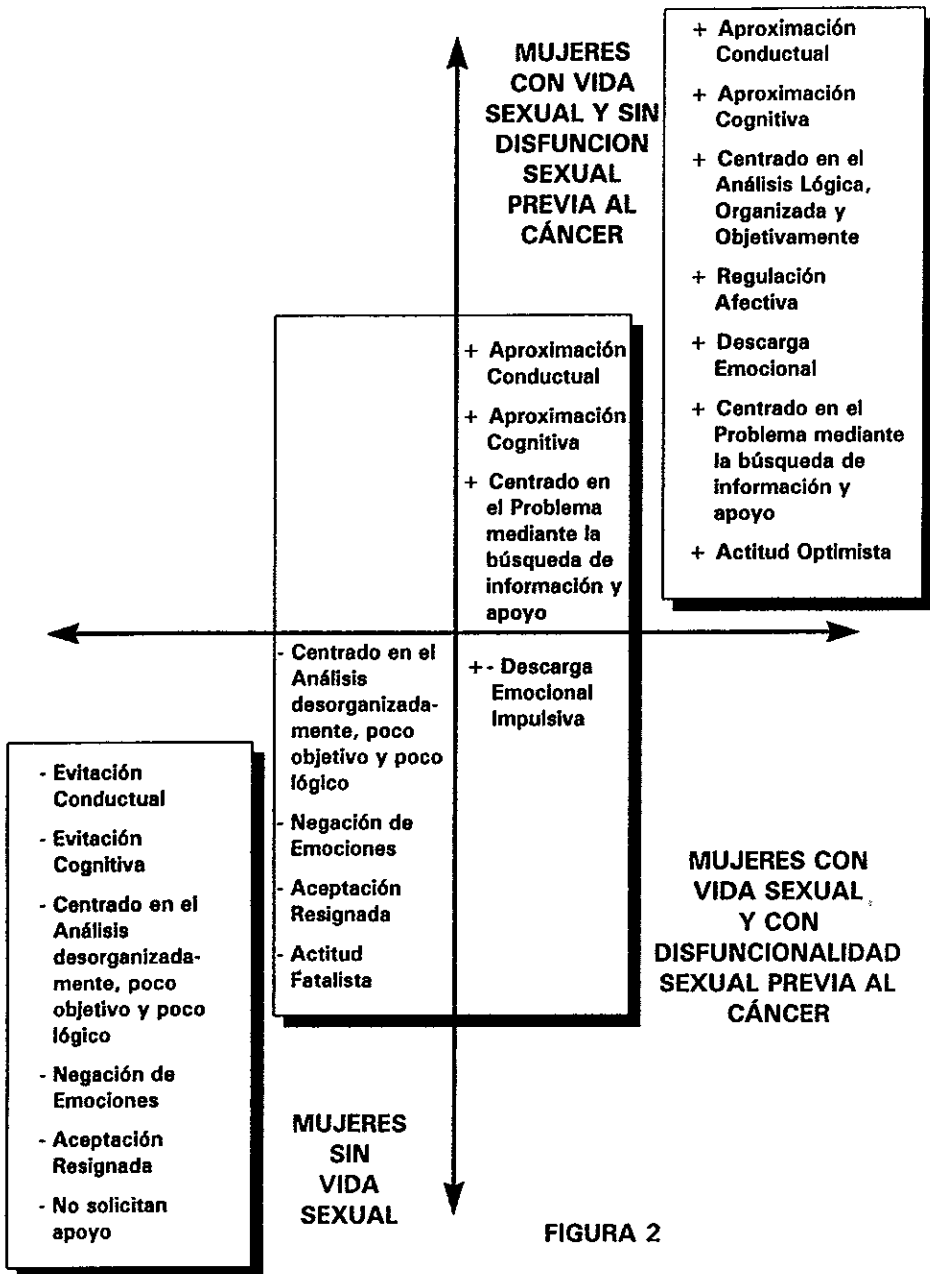 MUJERES
CON VIDA
SEXUAL Y SIN
DISFUNCION
SEXUAL
PREVIA AL
CÁNCER
+ Aproximación
Conductual
+ Aproximación
Cognitiva
+ Centrado en el
Análisis Lógica,
Organizada y
Objetivamente
+ Regulación
Afectiva
+ Descarga
Emocional
+ Centrado en el
Problema mediante
la búsqueda de
información y
apoyo
+ Actitud Optimista
+ Aproximación
Conductual
+ Aproximación
Cognitiva
+ Centrado en
el Problema
mediante la
búsqueda de
información y
apoyo
- Centrado en el
Análisis
desorganizada-
mente, poco
objetivo y poco
lógico
- Negación de
Emociones
- Aceptación
Resignada
- Actitud
Fatalista
+- Descarga
Emocional
Impulsiva
- Evitación
Conductual
- Evitación
Cognitiva
- Centrado en el
Análisis
desorganizada-
mente, poco
objetivo y poco
lógico
- Negación de
Emociones
- Aceptación
Resignada
- No solicitan
apoyo
MUJERES CON
VIDA SEXUAL
Y CON
DISFUNCIONALIDAD
SEXUAL PREVIA AL
CÁNCER
MUJERES
SIN
VIDA
SEXUAL
FIGURA 2